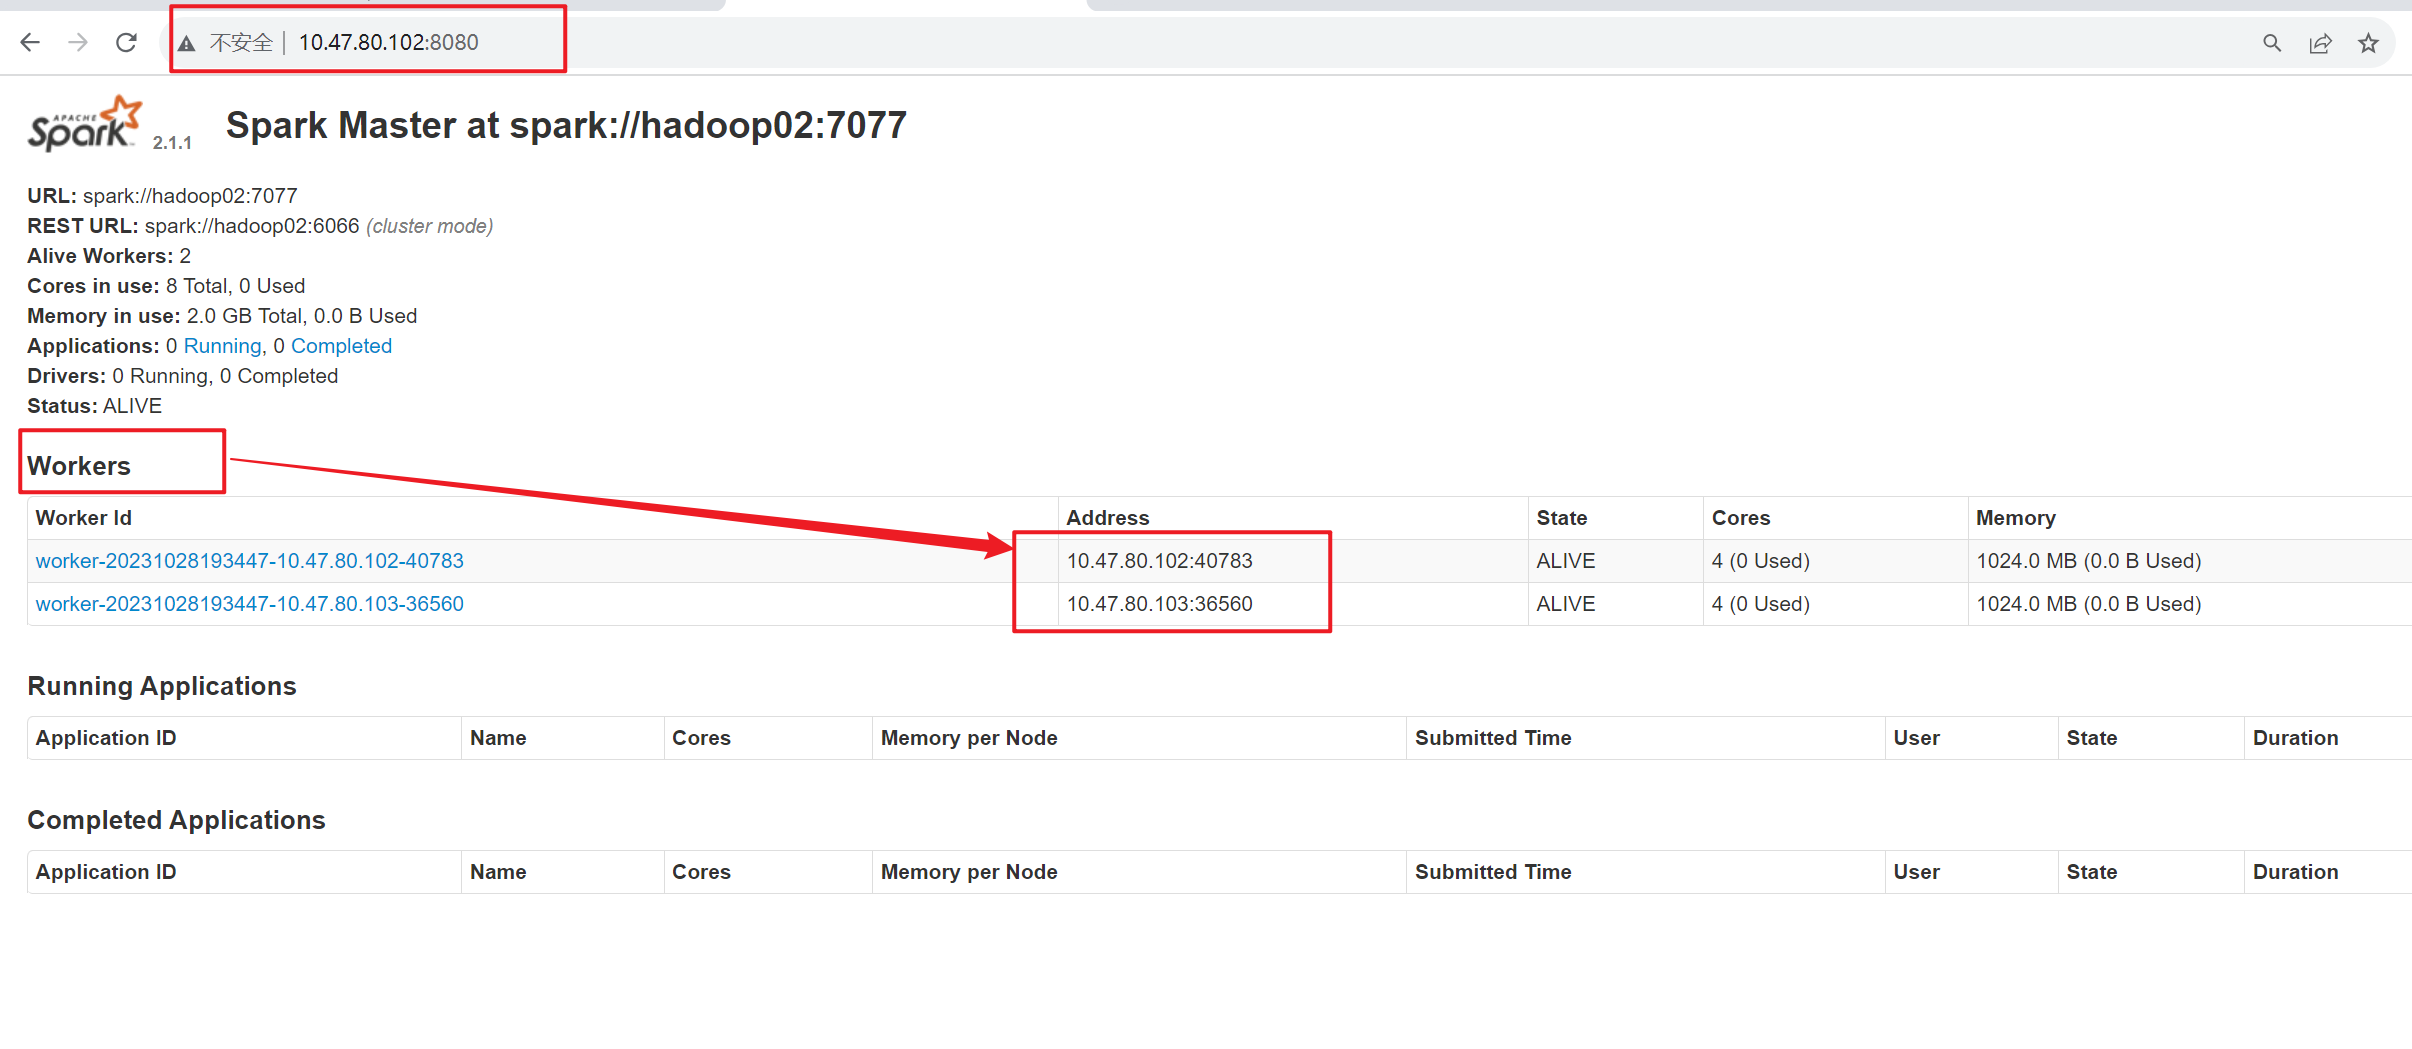 不安全 | 10.47.80.102:8080
APACHE Spark 2.1.1 Spark Master at spark://hadoop02:7077
URL: spark://hadoop02:7077
REST URL: spark://hadoop02:6066 (cluster mode)
Alive Workers: 2
Cores in use: 8 Total, 0 Used
Memory in use: 2.0 GB Total, 0.0 B Used
Applications: 0 Running, 0 Completed
Drivers: 0 Running, 0 Completed
Status: ALIVE
Workers
Worker Id Address State Cores Memory
worker-20231028193447-10.47.80.102-40783 10.47.80.102:40783 ALIVE 4 (0 Used) 1024.0 MB (0.0 B Used)
worker-20231028193447-10.47.80.103-36560 10.47.80.103:36560 ALIVE 4 (0 Used) 1024.0 MB (0.0 B Used)
Running Applications
Application ID Name Cores Memory per Node Submitted Time User State Duration
Completed Applications
Application ID Name Cores Memory per Node Submitted Time User State Duration